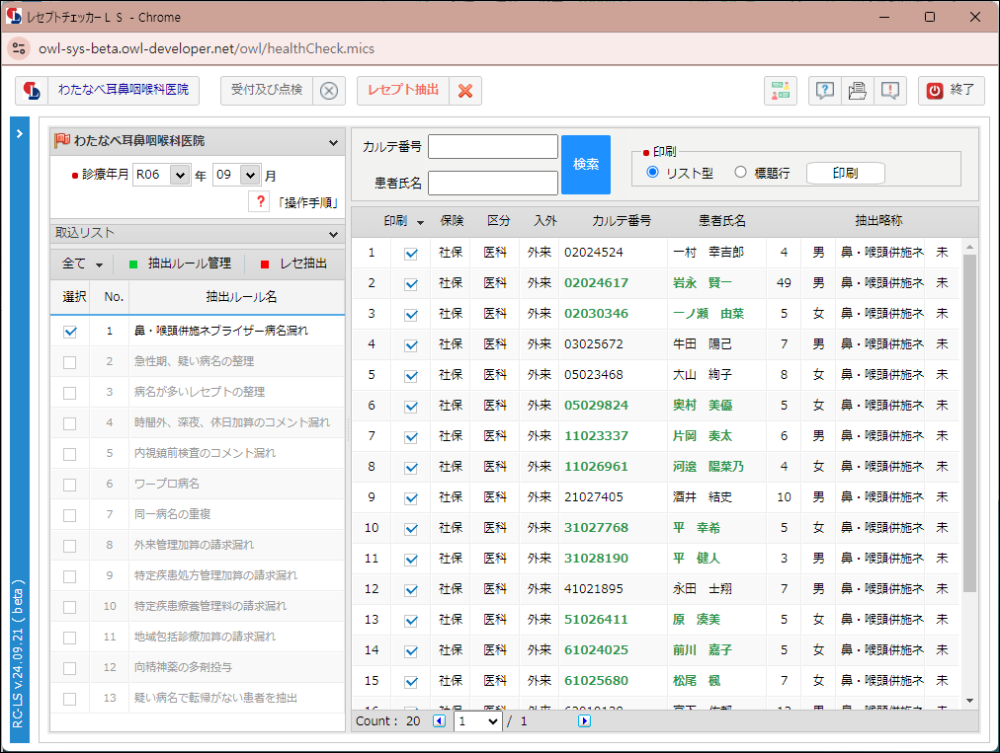 レセプトチェッカーＬＳ - Chrome
owl-sys-beta.owl-developer.net/owl/healthCheck.mics
わたなべ耳鼻咽喉科医院 受付及び点検 レセプト抽出 終了
わたなべ耳鼻咽喉科医院
診療年月 R06 年 09 月
? 「操作手順」
取込リスト
全て 抽出ルール管理 レセ抽出
選択 No. 抽出ルール名
1 鼻・喉頭併施ネブライザー病名漏れ
2 急性期、疑い病名の整理
3 病名が多いレセプトの整理
4 時間外、深夜、休日加算のコメント漏れ
5 内視鏡前検査のコメント漏れ
6 ワープロ病名
7 同一病名の重複
8 外来管理加算の請求漏れ
9 特定疾患処方管理加算の請求漏れ
10 特定疾患療養管理料の請求漏れ
11 地域包括診療加算の請求漏れ
12 向精神薬の多剤投与
13 疑い病名で転帰がない患者を抽出
RC-LS v.24.09.21 ( beta )
カルテ番号
患者氏名
検索
印刷
リスト型 標題行 印刷
印刷 保険 区分 入外 カルテ番号 患者氏名 抽出略称
1 社保 医科 外来 02024524 一村 幸吉郎 4 男 鼻・喉頭併施ネ 未
2 社保 医科 外来 02024617 岩永 賢一 49 男 鼻・喉頭併施ネ 未
3 社保 医科 外来 02030346 一ノ瀬 由菜 5 女 鼻・喉頭併施ネ 未
4 社保 医科 外来 03025672 牛田 陽己 7 男 鼻・喉頭併施ネ 未
5 社保 医科 外来 05023468 大山 絢子 8 女 鼻・喉頭併施ネ 未
6 社保 医科 外来 05029824 奥村 美優 5 女 鼻・喉頭併施ネ 未
7 社保 医科 外来 11023337 片岡 奏太 6 男 鼻・喉頭併施ネ 未
8 社保 医科 外来 11026961 河邉 陽菜乃 4 女 鼻・喉頭併施ネ 未
9 社保 医科 外来 21027405 酒井 結史 10 男 鼻・喉頭併施ネ 未
10 社保 医科 外来 31027768 平 幸希 5 女 鼻・喉頭併施ネ 未
11 社保 医科 外来 31028190 平 健人 3 男 鼻・喉頭併施ネ 未
12 社保 医科 外来 41021895 永田 士翔 7 男 鼻・喉頭併施ネ 未
13 社保 医科 外来 51026411 原 湊美 5 女 鼻・喉頭併施ネ 未
14 社保 医科 外来 61024025 前川 嘉子 5 女 鼻・喉頭併施ネ 未
15 社保 医科 外来 61025680 松尾 楓 7 女 鼻・喉頭併施ネ 未
Count : 20 1 / 1